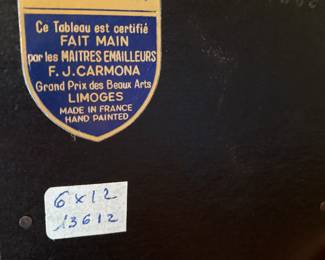 Ce Tableau est certifié
FAIT MAIN
par les MAITRES EMAILLEURS
F. J. CARMONA
Grand Prix des Beaux Arts
LIMOGES
MADE IN FRANCE
HAND PAINTED
6 x 12
13612